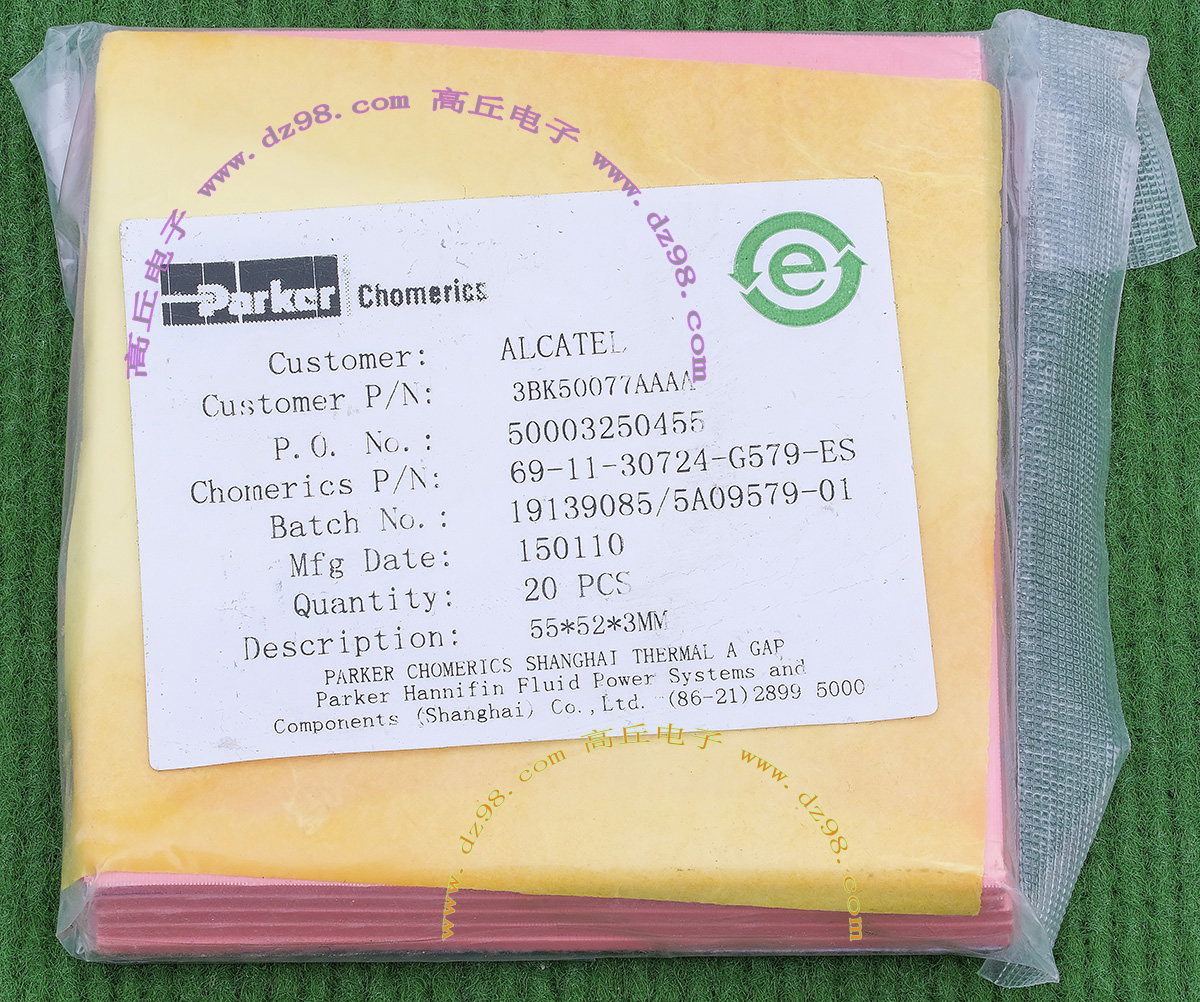 www.dz98.com 高丘电子 www.dz98.com
高丘电子
Parker Chomerics
e
Customer: ALCATEL
Customer P/N: 3BK50077AAAA
P.O. No.: 50003250455
Chomerics P/N: 69-11-30724-G579-ES
Batch No.: 19139085/5A09579-01
Mfg Date: 150110
Quantity: 20 PCS
Description: 55*52*3MM
PARKER CHOMERICS SHANGHAI THERMAL A GAP
Parker Hannifin Fluid Power Systems and
Components (Shanghai) Co.,Ltd. (86-21)2899 5000
www.dz98.com 高丘电子 www.dz98.com